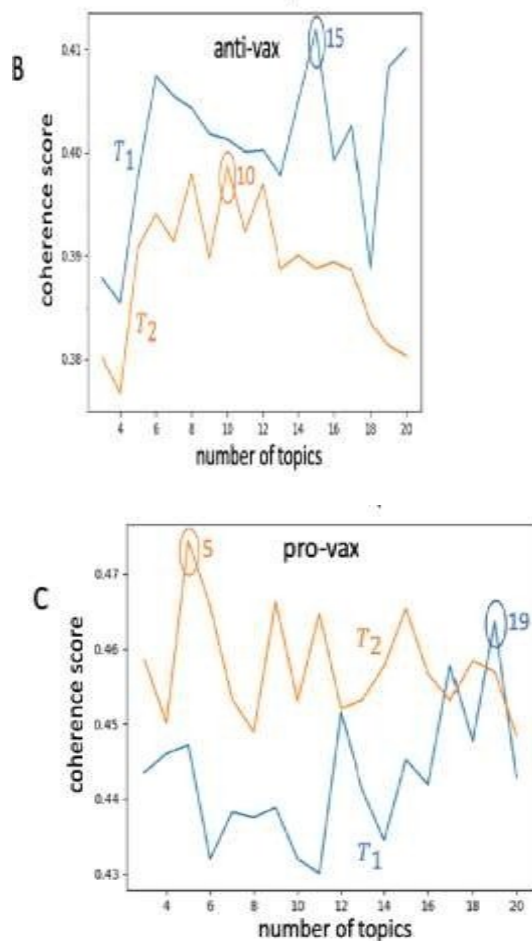 B
anti-vax
15
0.41
0.40
0.39
0.38
coherence score
T1
10
T2
4 6 8 10 12 14 16 18 20
number of topics
C
pro-vax
5
19
0.47
0.46
0.45
0.44
0.43
coherence score
T2
T1
4 6 8 10 12 14 16 18 20
number of topics